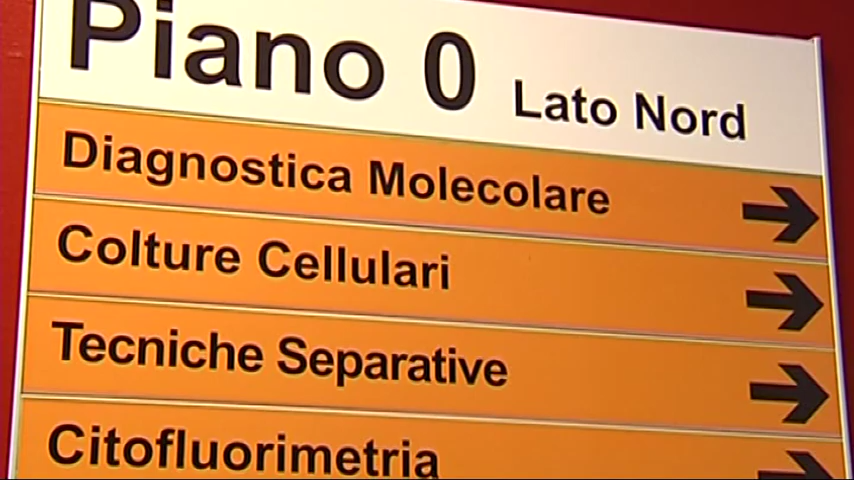 Piano 0 Lato Nord
Diagnostica Molecolare
Colture Cellulari
Tecniche Separative
Citofluorimetria